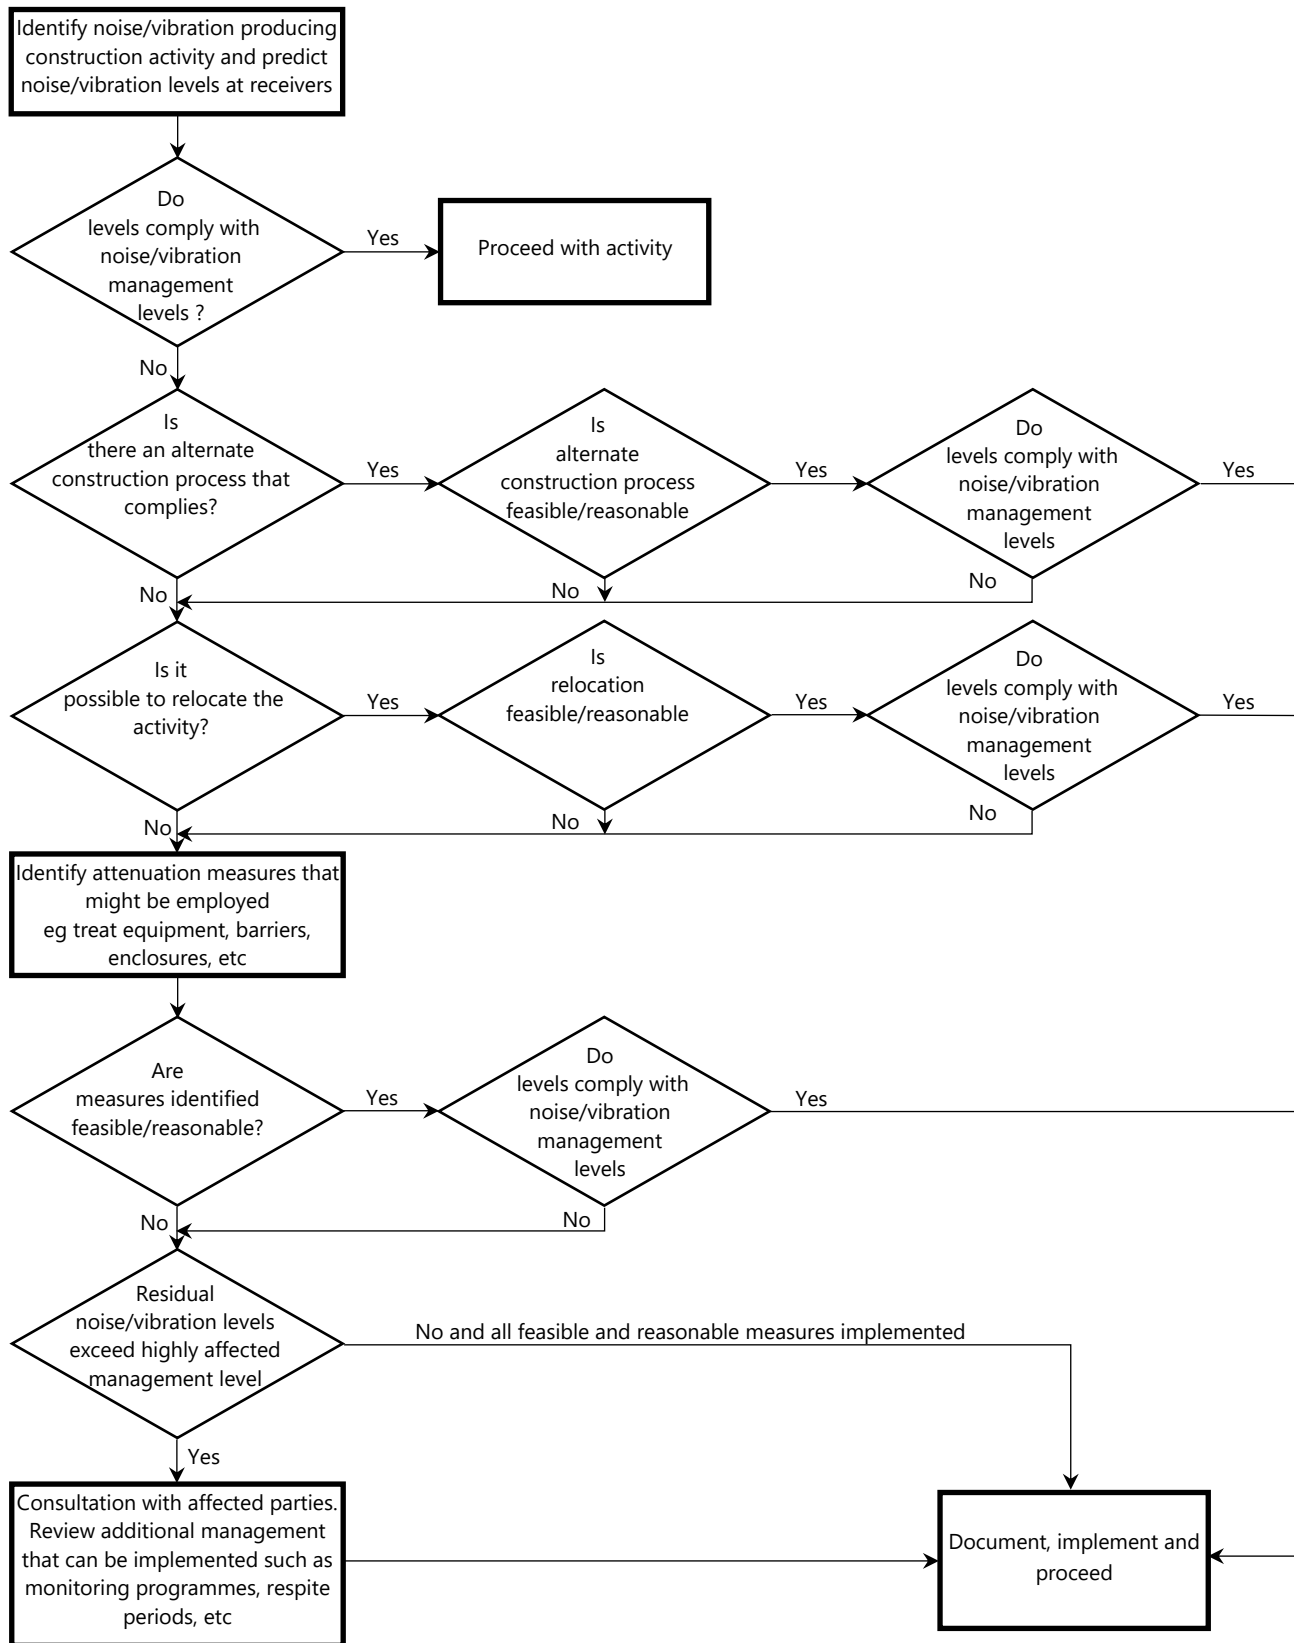 Identify noise/vibration producing
construction activity and predict
noise/vibration levels at receivers
Do
levels comply with
noise/vibration
management
levels ?
Yes
Proceed with activity
No
Is
there an alternate
construction process that
complies?
Yes
Is
alternate
construction process
feasible/reasonable
Yes
Do
levels comply with
noise/vibration
management
levels
Yes
No
No
No
Is it
possible to relocate the
activity?
Yes
Is
relocation
feasible/reasonable
Yes
Do
levels comply with
noise/vibration
management
levels
Yes
No
No
No
Identify attenuation measures that
might be employed
eg treat equipment, barriers,
enclosures, etc
Are
measures identified
feasible/reasonable?
Yes
Do
levels comply with
noise/vibration
management
levels
Yes
No
No
Residual
noise/vibration levels
exceed highly affected
management level
No and all feasible and reasonable measures implemented
Yes
Consultation with affected parties.
Review additional management
that can be implemented such as
monitoring programmes, respite
periods, etc
Document, implement and
proceed